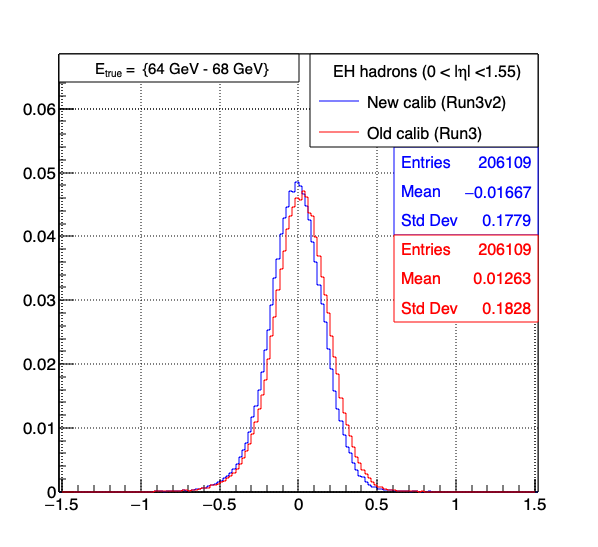 E_true = {64 GeV - 68 GeV}
EH hadrons (0 < |η| <1.55)
New calib (Run3v2)
Old calib (Run3)
Entries 206109
Mean −0.01667
Std Dev 0.1779
Entries 206109
Mean 0.01263
Std Dev 0.1828
0.06
0.05
0.04
0.03
0.02
0.01
0
−1.5 −1 −0.5 0 0.5 1 1.5